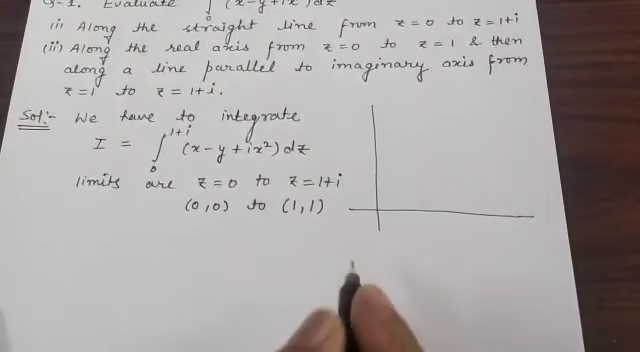 Q-1. Evaluate ∫0 (x-y+ix²)dz
(i) Along the straight line from z=0 to z=1+i
(ii) Along the real axis from z=0 to z=1 & then
along a line parallel to imaginary axis from
z=1 to z=1+i.
Sol:- We have to integrate
I = ∫0^1+i (x-y+ix²)dz
limits are z=0 to z=1+i
(0,0) to (1,1)